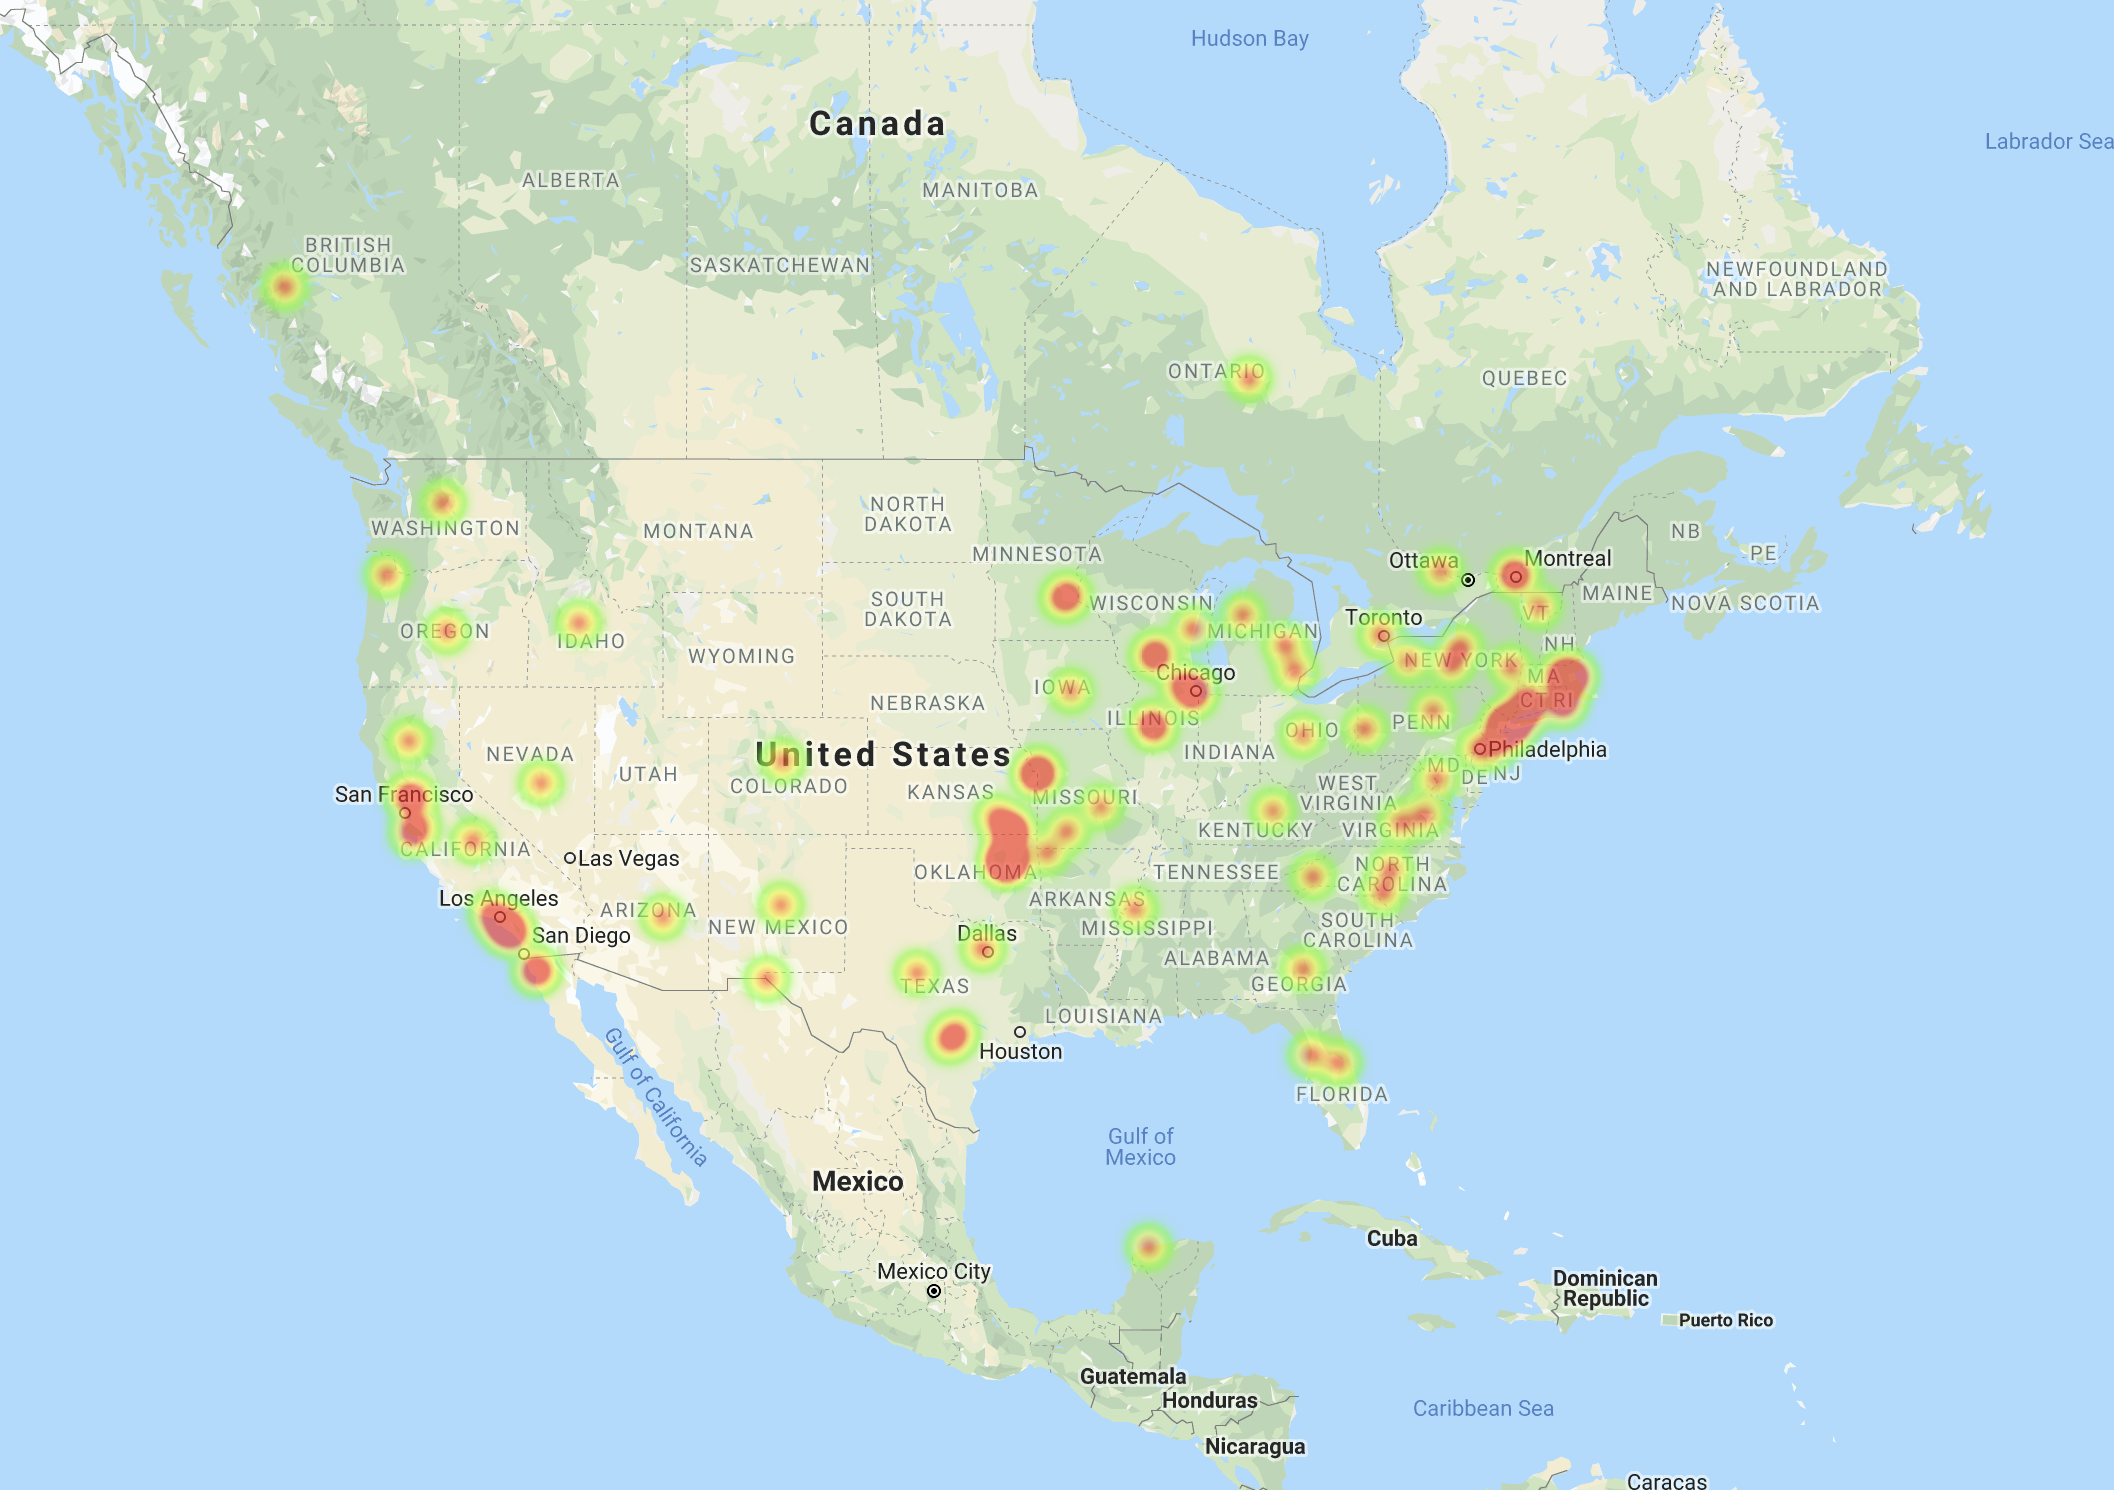 Hudson Bay
Canada
Labrador Sea
ALBERTA
MANITOBA
BRITISH
COLUMBIA
SASKATCHEWAN
NEWFOUNDLAND
AND LABRADOR
ONTARIO
QUEBEC
WASHINGTON
MONTANA
NORTH
DAKOTA
MINNESOTA
Ottawa
Montreal
NB
PE
SOUTH
DAKOTA
WISCONSIN
MAINE
NOVA SCOTIA
VT
Toronto
OREGON
IDAHO
MICHIGAN
NH
WYOMING
NEW YORK
Chicago
MA
IOWA
CT RI
NEBRASKA
ILLINOIS
OHIO
PENN
NEVADA
United States
INDIANA
Philadelphia
UTAH
COLORADO
MD
DE
NJ
San Francisco
KANSAS
MISSOURI
WEST
VIRGINIA
KENTUCKY
VIRGINIA
CALIFORNIA
Las Vegas
OKLAHOMA
TENNESSEE
NORTH
CAROLINA
Los Angeles
ARIZONA
NEW MEXICO
ARKANSAS
MISSISSIPPI
SOUTH
CAROLINA
San Diego
Dallas
ALABAMA
TEXAS
GEORGIA
LOUISIANA
Houston
Gulf of California
FLORIDA
Gulf of
Mexico
Mexico
Cuba
Mexico City
Dominican
Republic
Puerto Rico
Guatemala
Honduras
Caribbean Sea
Nicaragua
Caracas